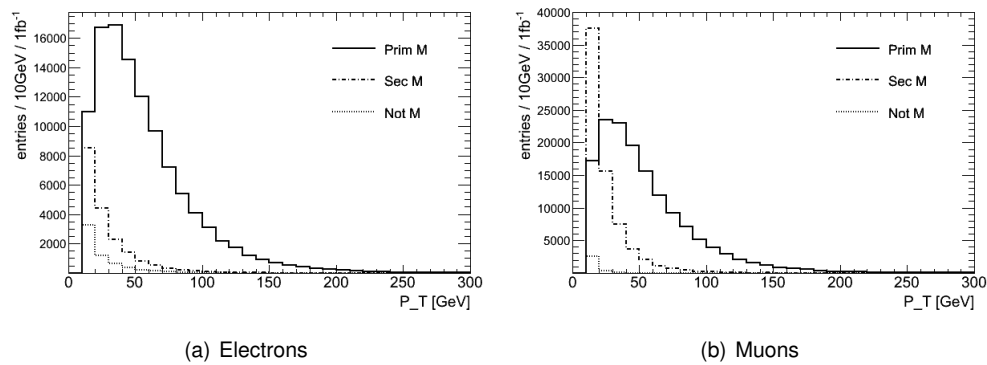 entries / 10GeV / 1fb-1
16000
14000
12000
10000
8000
6000
4000
2000
Prim M
Sec M
Not M
0 50 100 150 200 250 300
P_T [GeV]
(a) Electrons
entries / 10GeV / 1fb-1
40000
35000
30000
25000
20000
15000
10000
5000
Prim M
Sec M
Not M
0 50 100 150 200 250 300
P_T [GeV]
(b) Muons